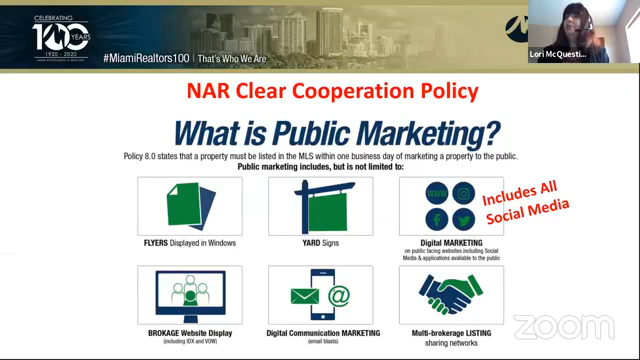 CELEBRATING
100 YEARS
1920 - 2020
#MiamiRealtors100 | That's Who We Are
Lori McQuesti...
NAR Clear Cooperation Policy
What is Public Marketing?
Policy 8.0 states that a property must be listed in the MLS within one business day of marketing a property to the public.
Public marketing includes, but is not limited to:
WWW
Includes All
Social Media
FLYERS Displayed in Windows
YARD Signs
Digital MARKETING
on public facing websites including Social
Media & applications available to the public
BROKAGE Website Display
(including IDX and VOW)
Digital Communication MARKETING
(email blasts)
Multi-brokerage LISTING
sharing networks
@
zoom